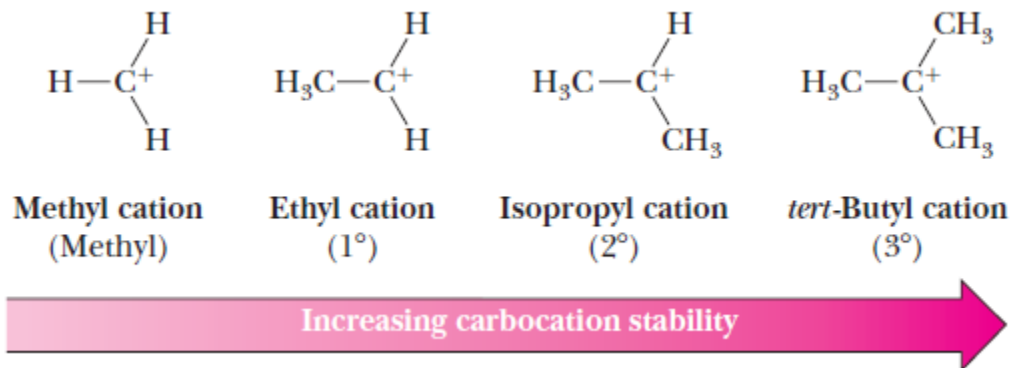 H H H CH₃
H—C⁺ H₃C—C⁺ H₃C—C⁺ H₃C—C⁺
H H CH₃ CH₃
Methyl cation Ethyl cation Isopropyl cation tert-Butyl cation
(Methyl) (1°) (2°) (3°)
Increasing carbocation stability